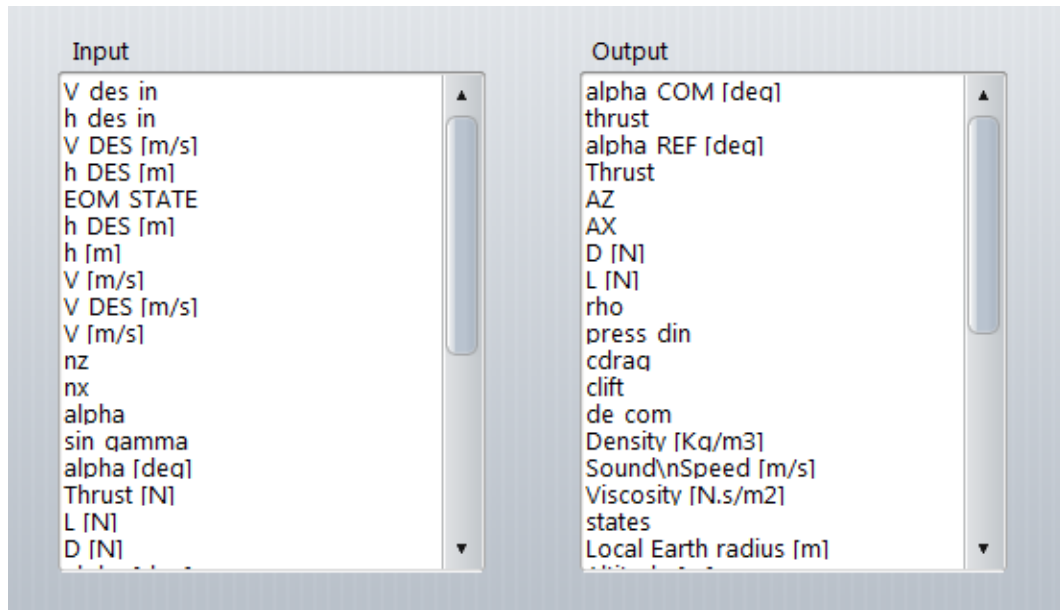 Input
V des in
h des in
V DES [m/s]
h DES [m]
EOM STATE
h DES [m]
h [m]
V [m/s]
V DES [m/s]
V [m/s]
nz
nx
alpha
sin gamma
alpha [deg]
Thrust [N]
L [N]
D [N]
Output
alpha COM [deg]
thrust
alpha REF [deg]
Thrust
AZ
AX
D [N]
L [N]
rho
press din
cdrag
clift
de com
Density [Kg/m3]
Sound\nSpeed [m/s]
Viscosity [N.s/m2]
states
Local Earth radius [m]